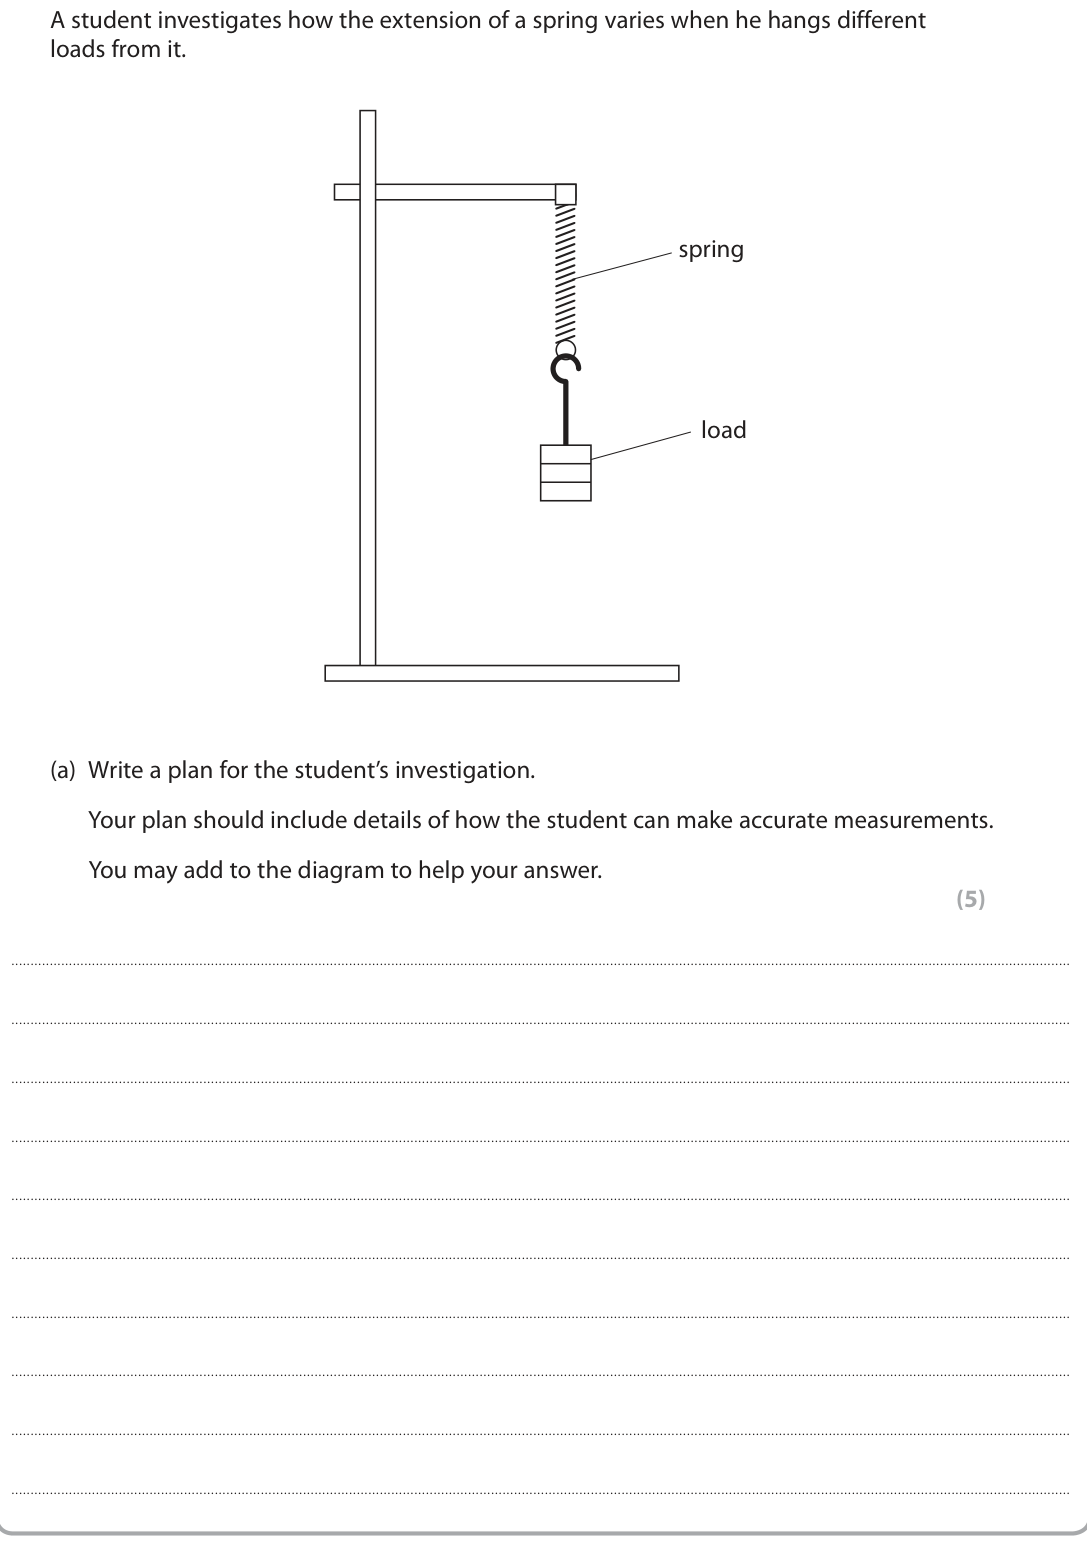 A student investigates how the extension of a spring varies when he hangs different
loads from it.
spring
load
(a) Write a plan for the student’s investigation.
Your plan should include details of how the student can make accurate measurements.
You may add to the diagram to help your answer.
(5)